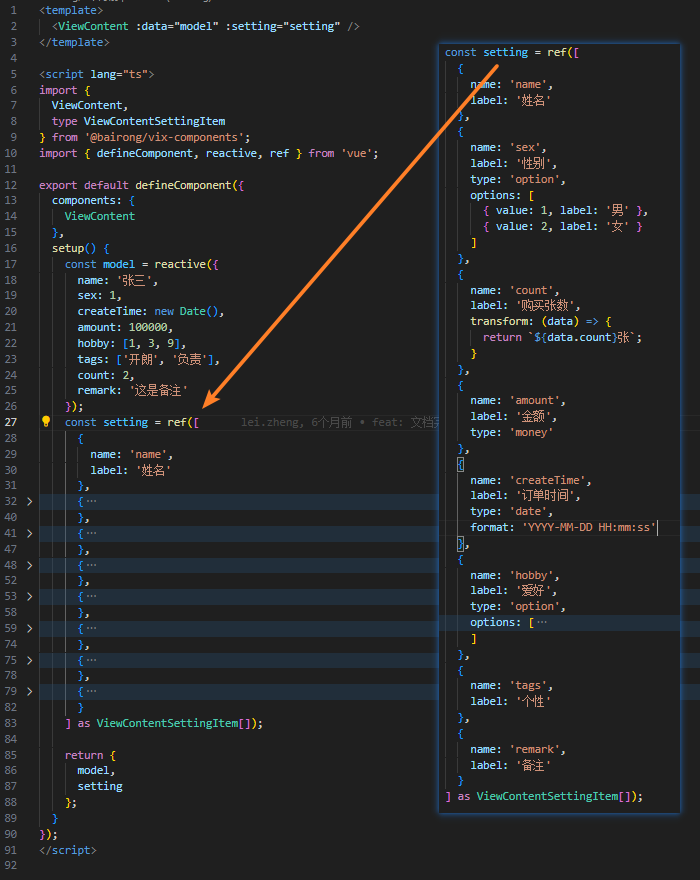 1 <template>
2 <ViewContent :data="model" :setting="setting" />
3 </template>
4
5 <script lang="ts">
6 import {
7 ViewContent,
8 type ViewContentSettingItem
9 } from '@bairong/vix-components';
10 import { defineComponent, reactive, ref } from 'vue';
11
12 export default defineComponent({
13 components: {
14 ViewContent
15 },
16 setup() {
17 const model = reactive({
18 name: '张三',
19 sex: 1,
20 createTime: new Date(),
21 amount: 100000,
22 hobby: [1, 3, 9],
23 tags: ['开朗', '负责'],
24 count: 2,
25 remark: '这是备注'
26 });
27 const setting = ref([ lei.zheng, 6个月前 • feat: 文档
28 {
29 name: 'name',
30 label: '姓名'
31 },
32 > {⋯
40 },
41 > {⋯
47 },
48 > {⋯
52 },
53 > {⋯
58 },
59 > {⋯
74 },
75 > {⋯
78 },
79 > {⋯
82 }
83 ] as ViewContentSettingItem[]);
84
85 return {
86 model,
87 setting
88 };
89 }
90 });
91 </script>
92
const setting = ref([
{
name: 'name',
label: '姓名'
},
{
name: 'sex',
label: '性别',
type: 'option',
options: [
{ value: 1, label: '男' },
{ value: 2, label: '女' }
]
},
{
name: 'count',
label: '购买张数',
transform: (data) => {
return `${data.count}张`;
}
},
{
name: 'amount',
label: '金额',
type: 'money'
},
{
name: 'createTime',
label: '订单时间',
type: 'date',
format: 'YYYY-MM-DD HH:mm:ss'
},
{
name: 'hobby',
label: '爱好',
type: 'option',
options: [⋯
]
},
{
name: 'tags',
label: '个性'
},
{
name: 'remark',
label: '备注'
}
] as ViewContentSettingItem[]);